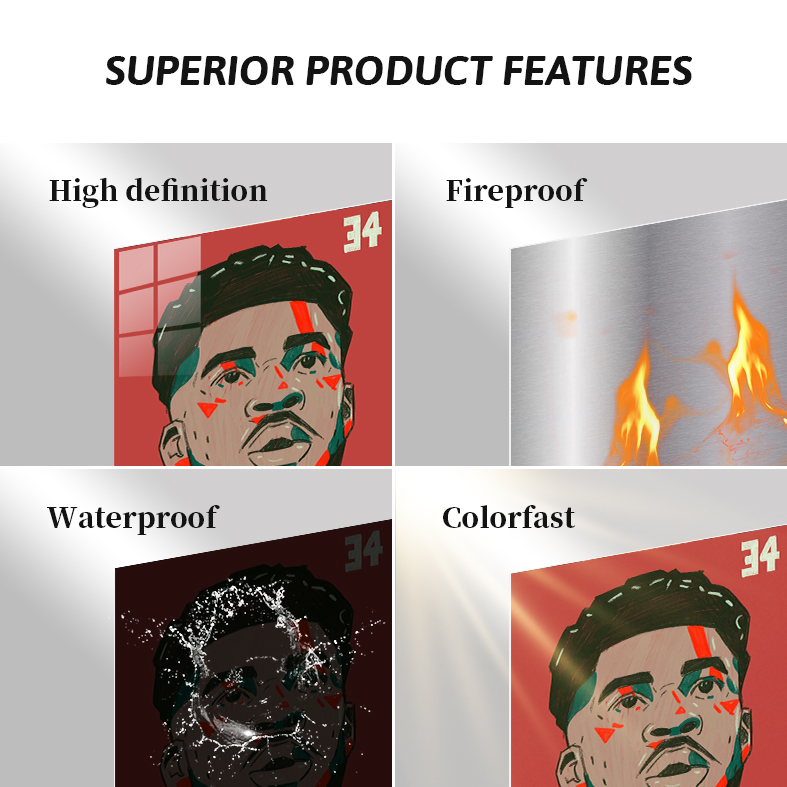 SUPERIOR PRODUCT FEATURES
High definition
34
Fireproof
Waterproof
34
Colorfast
34